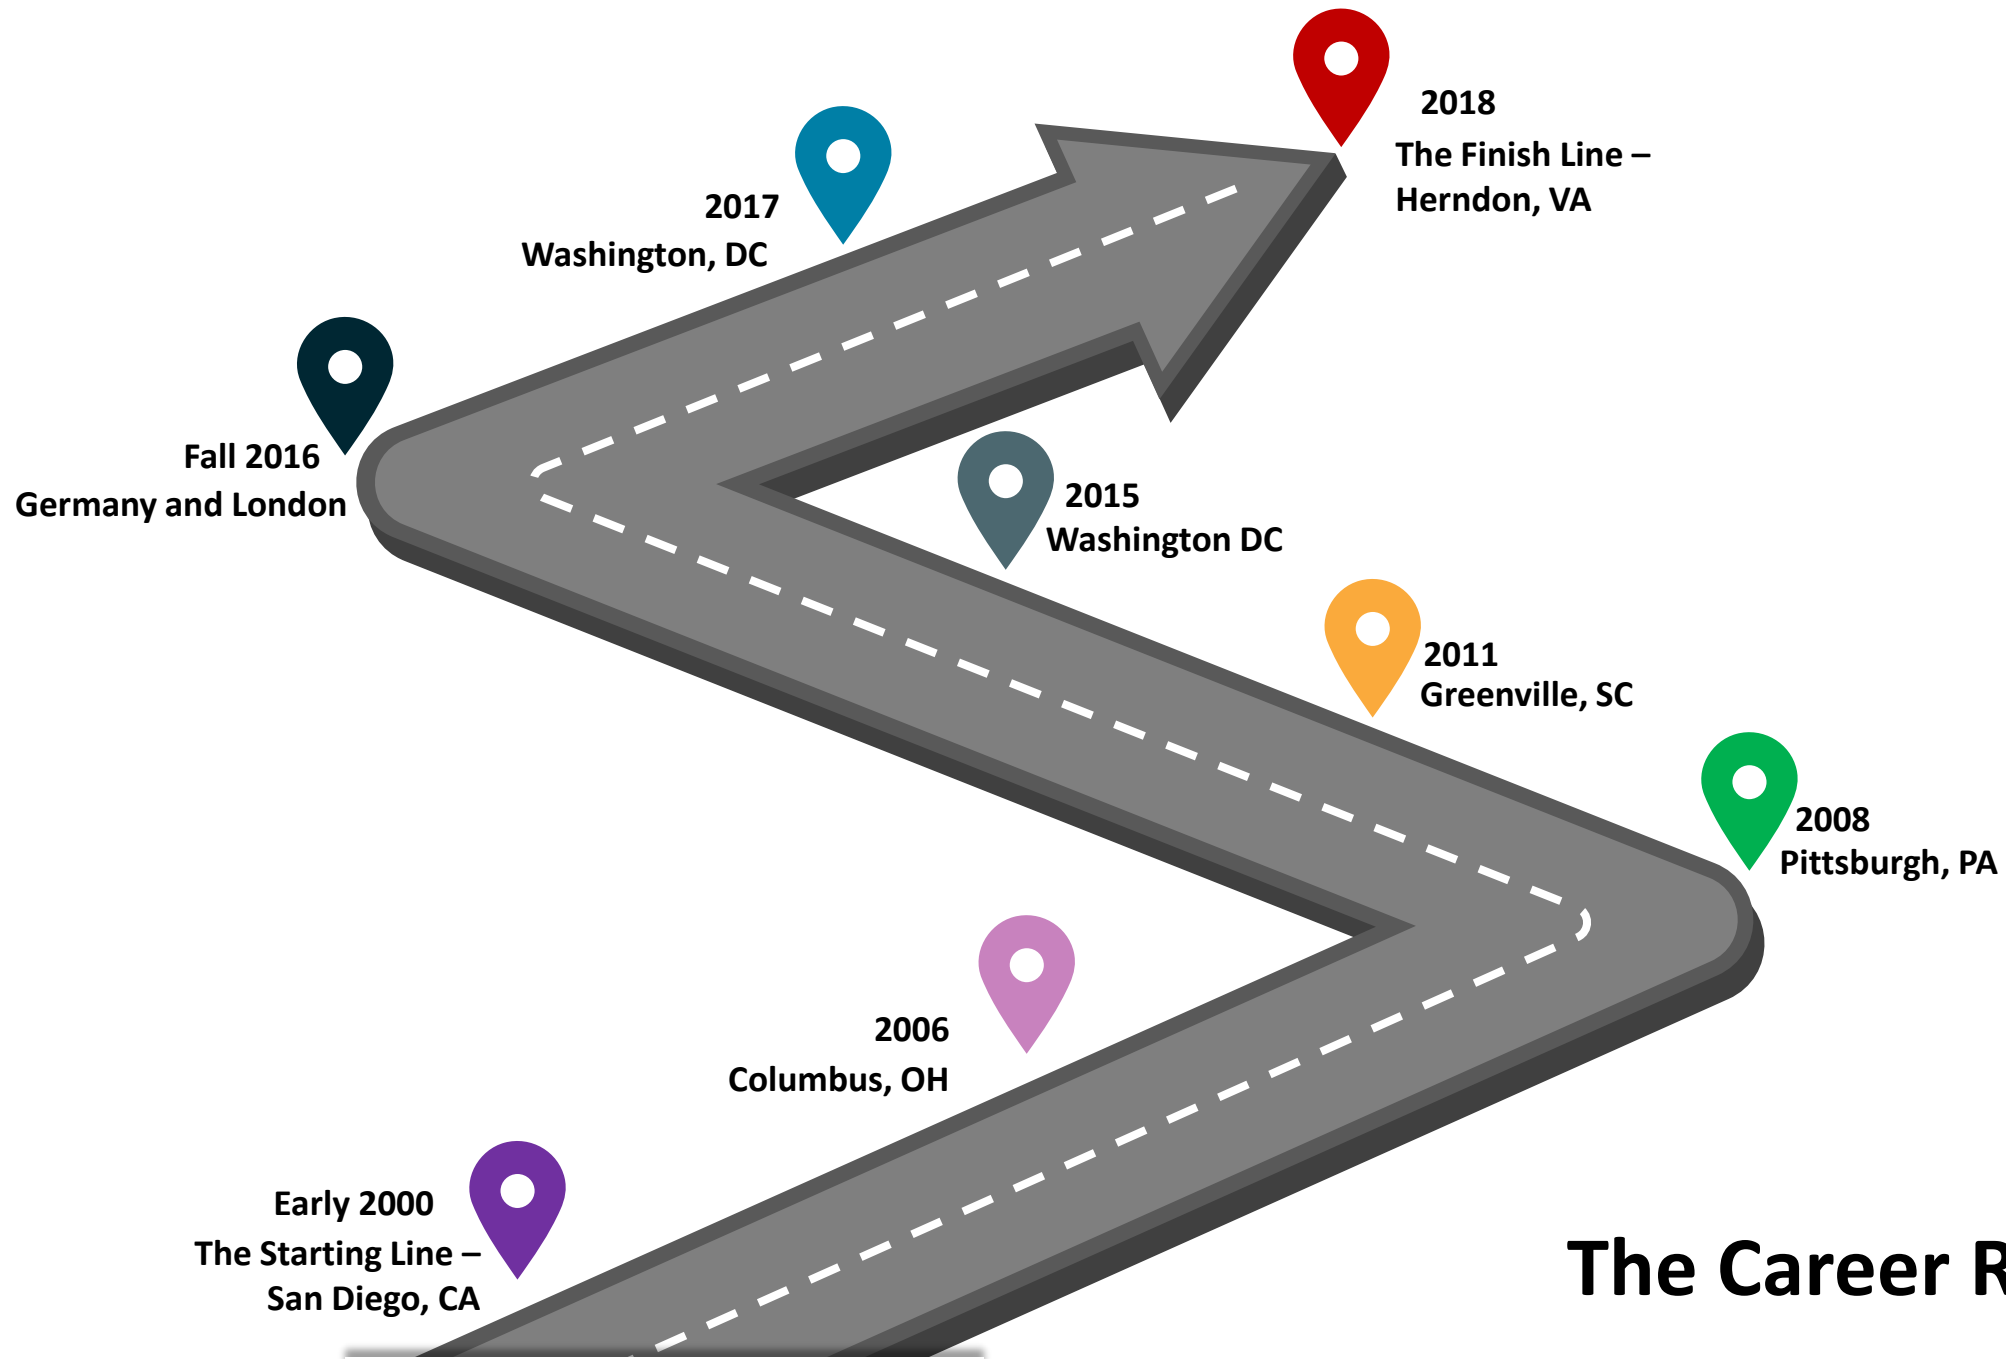 2018
The Finish Line –
Herndon, VA
2017
Washington, DC
Fall 2016
Germany and London
2015
Washington DC
2011
Greenville, SC
2008
Pittsburgh, PA
2006
Columbus, OH
Early 2000
The Starting Line –
San Diego, CA
The Career